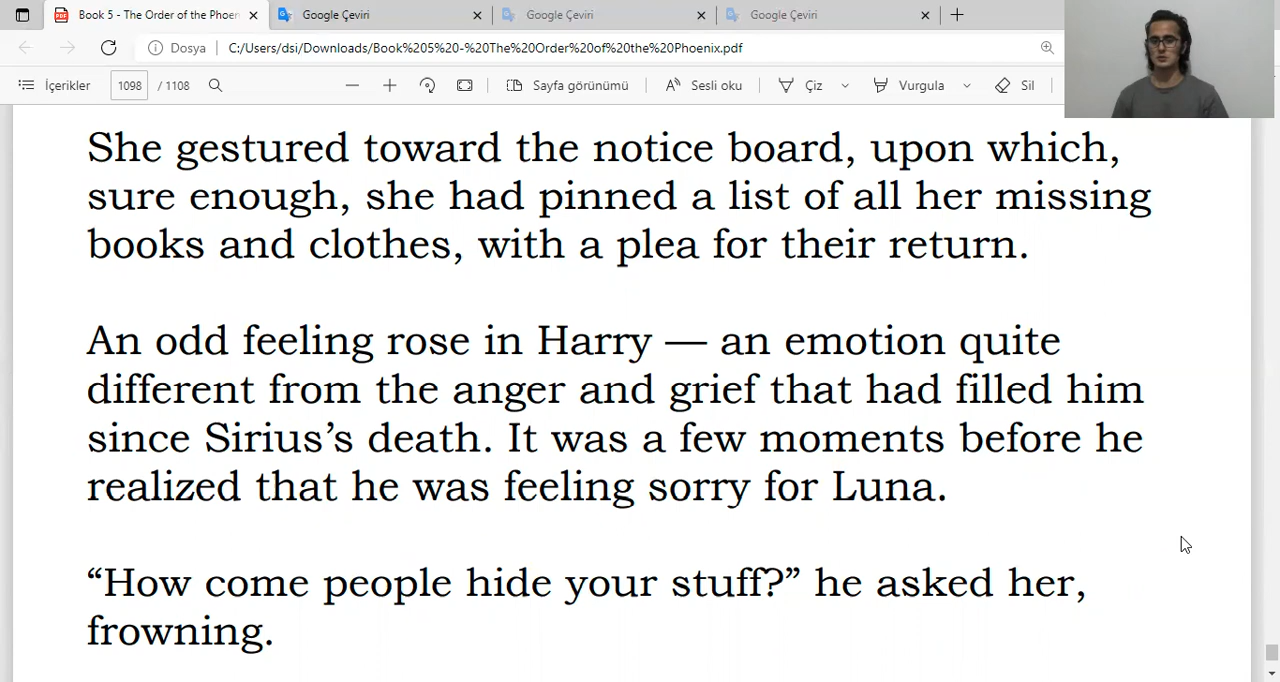 Book 5 - The Order of the Phoen
Google Çeviri
Google Çeviri
Google Çeviri
Dosya
C:/Users/dsi/Downloads/Book%205%20-%20The%20Order%20of%20the%20Phoenix.pdf
İçerikler
1098 / 1108
Sayfa görünümü
Sesli oku
Çiz
Vurgula
Sil
She gestured toward the notice board, upon which,
sure enough, she had pinned a list of all her missing
books and clothes, with a plea for their return.
An odd feeling rose in Harry — an emotion quite
different from the anger and grief that had filled him
since Sirius’s death. It was a few moments before he
realized that he was feeling sorry for Luna.
“How come people hide your stuff?” he asked her,
frowning.